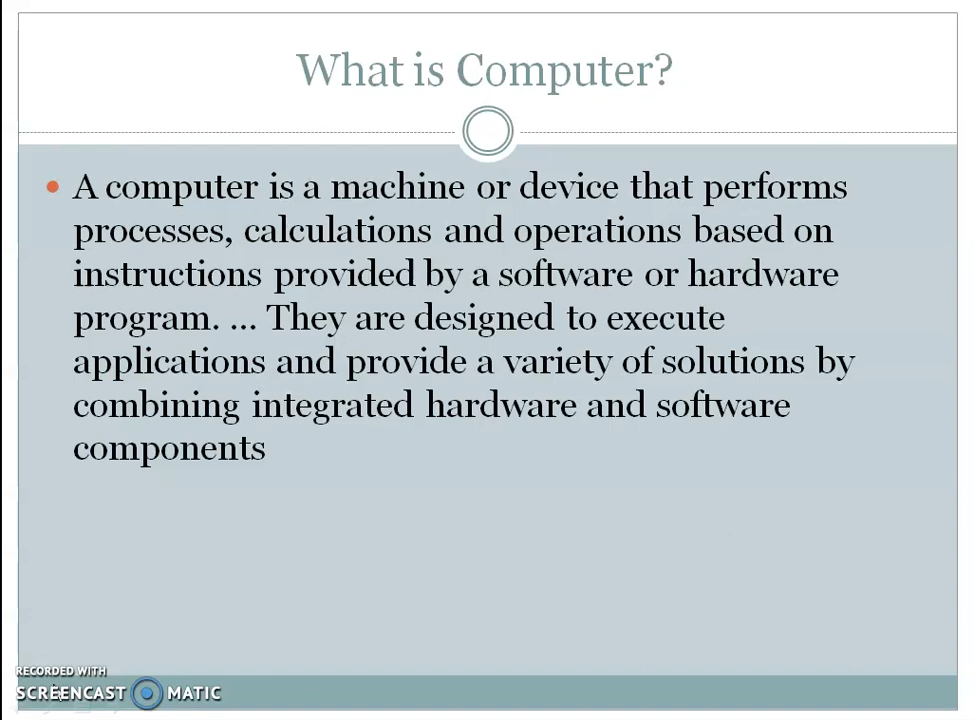 What is Computer?
A computer is a machine or device that performs
processes, calculations and operations based on
instructions provided by a software or hardware
program. ... They are designed to execute
applications and provide a variety of solutions by
combining integrated hardware and software
components
RECORDED WITH
SCREENCAST MATIC